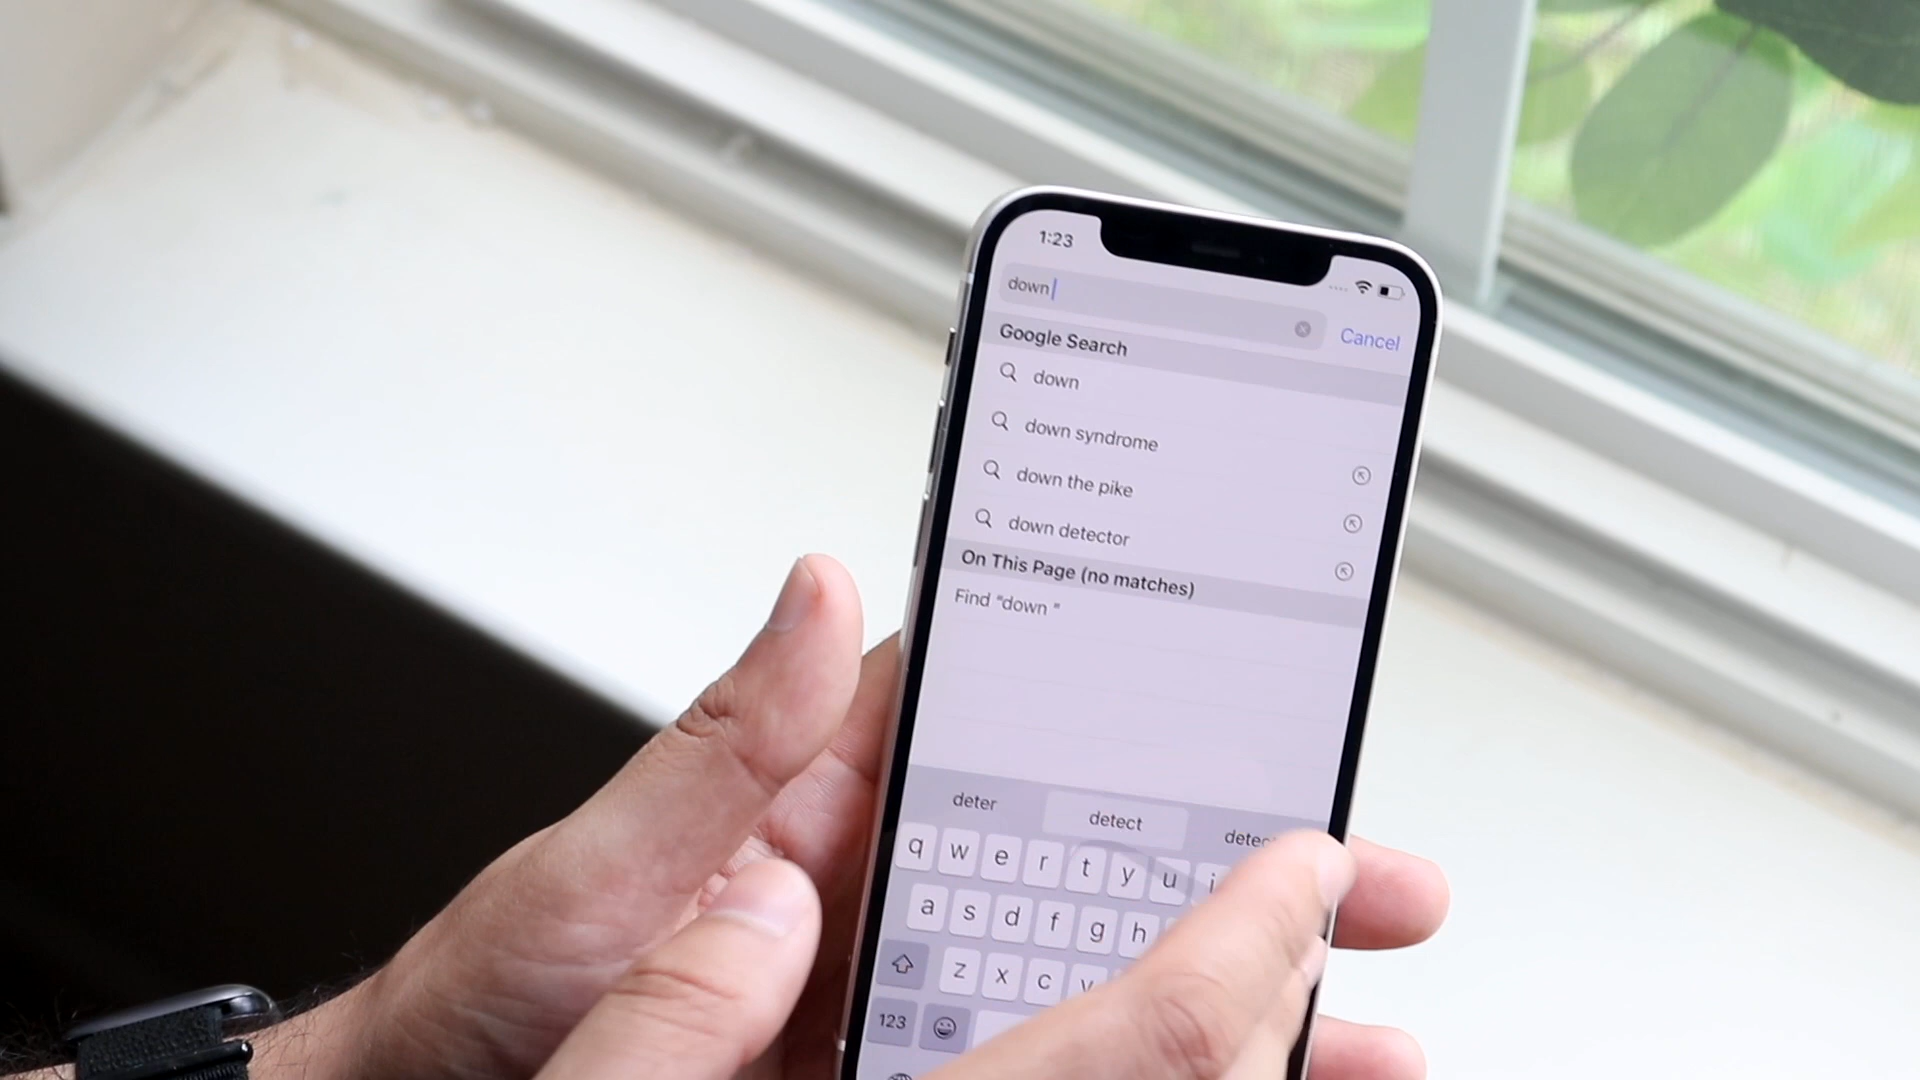 1:23
down
Cancel
Google Search
down
down syndrome
down the pike
down detector
On This Page (no matches)
Find "down "
deter detect
q w e r t y u i
a s d f g h
z x c v
123